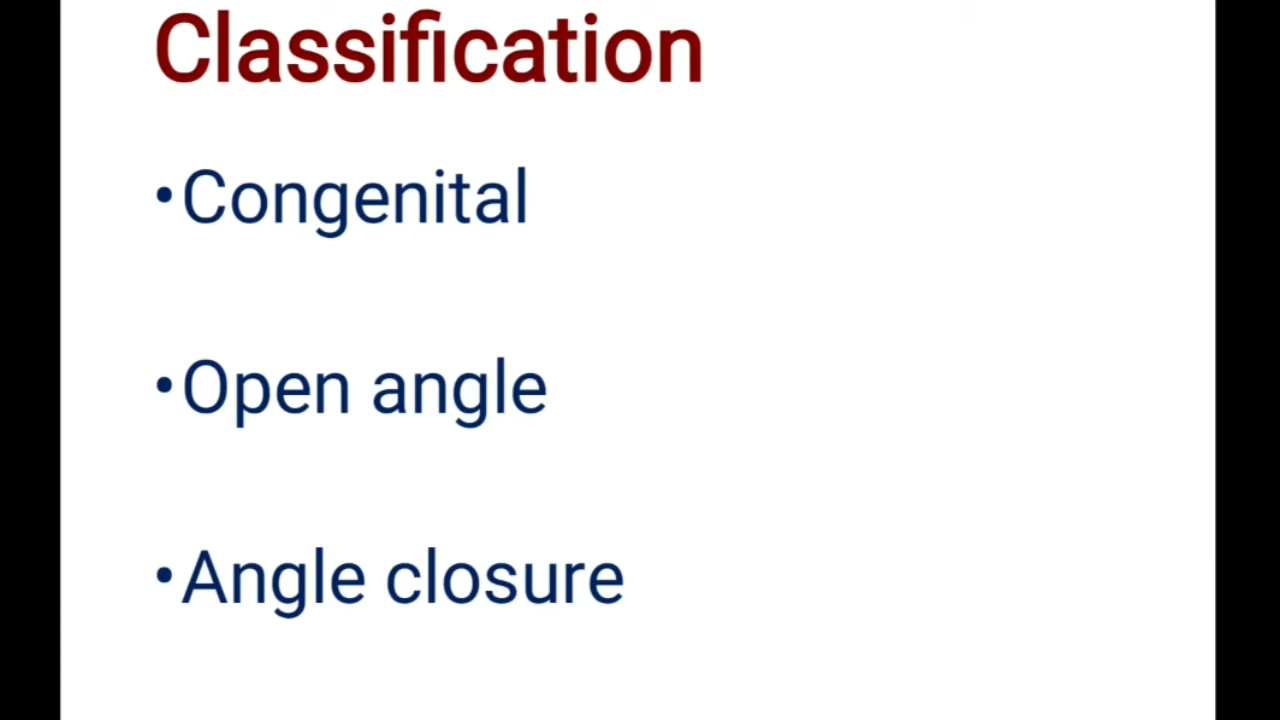 Classification
•Congenital
•Open angle
•Angle closure